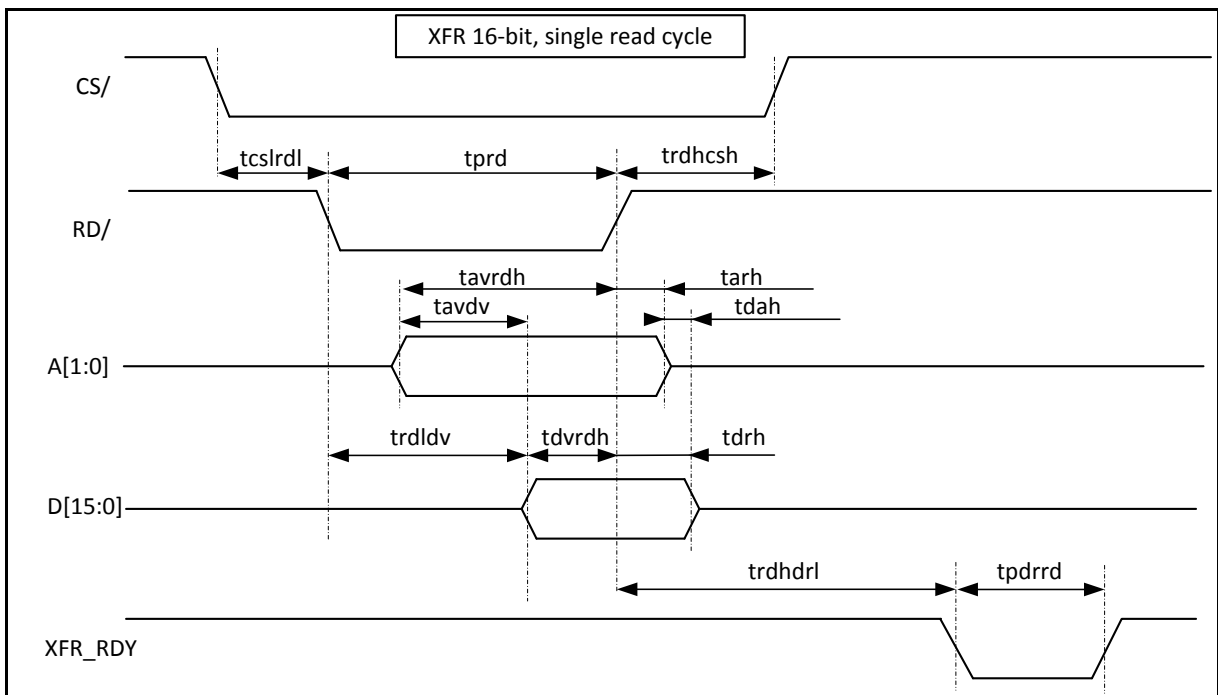 XFR 16-bit, single read cycle
CS/
tcslrdl tprd trdhcsh
RD/
tavrdh tarh
tavdv tdah
A[1:0]
trdldv tdvrdh tdrh
D[15:0]
trdhdrl tpdrrd
XFR_RDY